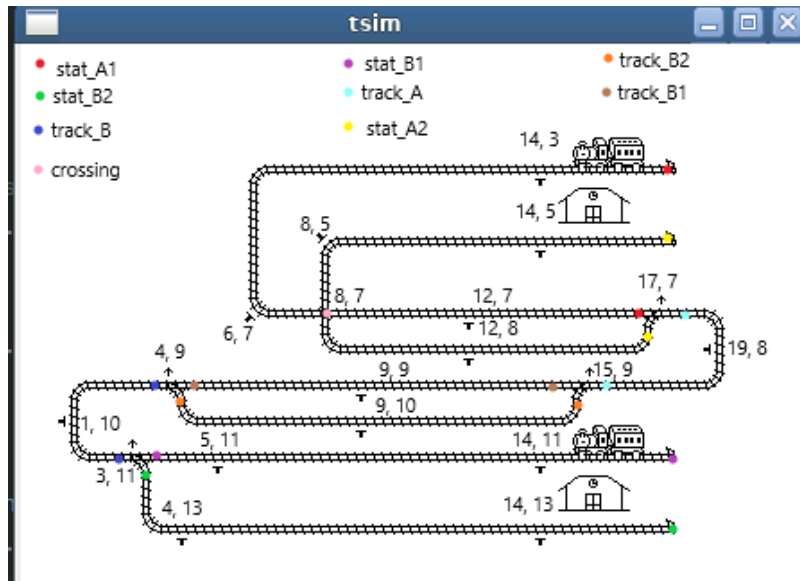 tsim
stat_A1
stat_B1
track_B2
stat_B2
track_A
track_B1
track_B
stat_A2
crossing
14, 3
14, 5
8, 5
17, 7
8, 7
12, 7
6, 7
12, 8
19, 8
4, 9
9, 9
15, 9
1, 10
9, 10
5, 11
14, 11
3, 11
4, 13
14, 13